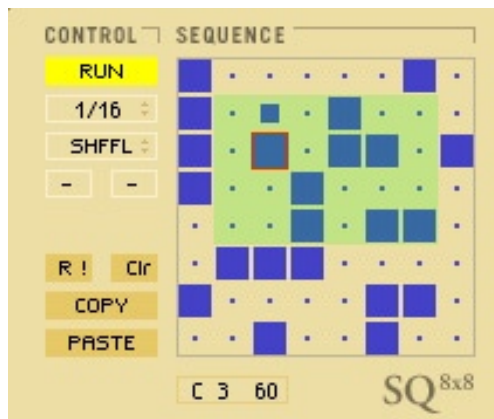 CONTROL SEQUENCE
RUN
1/16
SHFFL
- -
R ! Clr
COPY
PASTE
C 3 60 SQ8x8